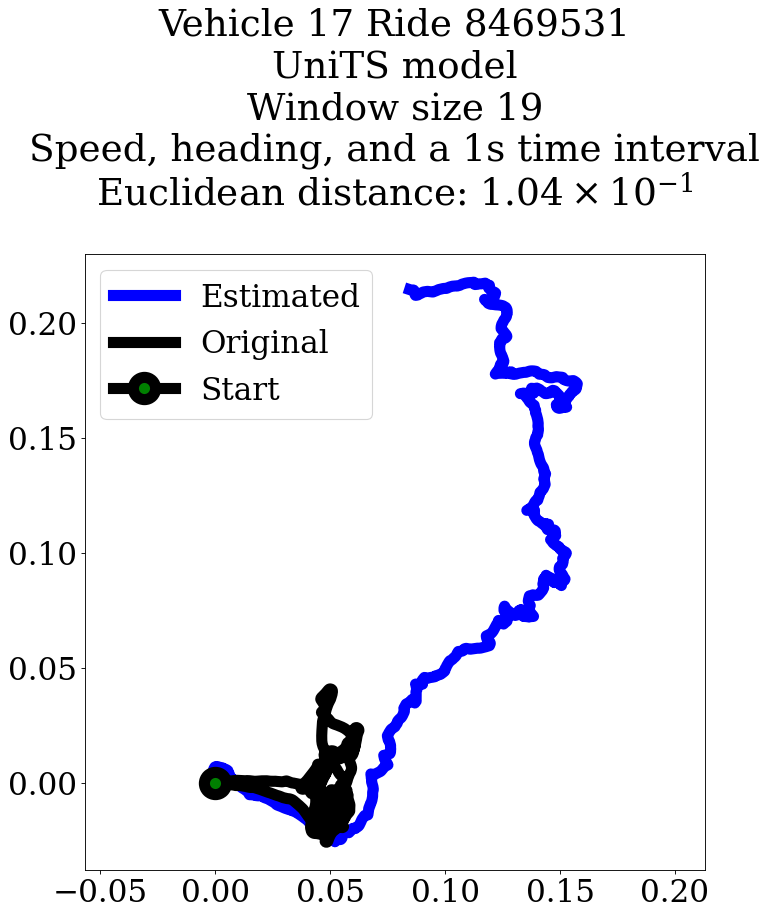 Vehicle 17 Ride 8469531
UniTS model
Window size 19
Speed, heading, and a 1s time interval
Euclidean distance: 1.04 × 10⁻¹
Estimated
Original
Start
0.20
0.15
0.10
0.05
0.00
−0.05 0.00 0.05 0.10 0.15 0.20